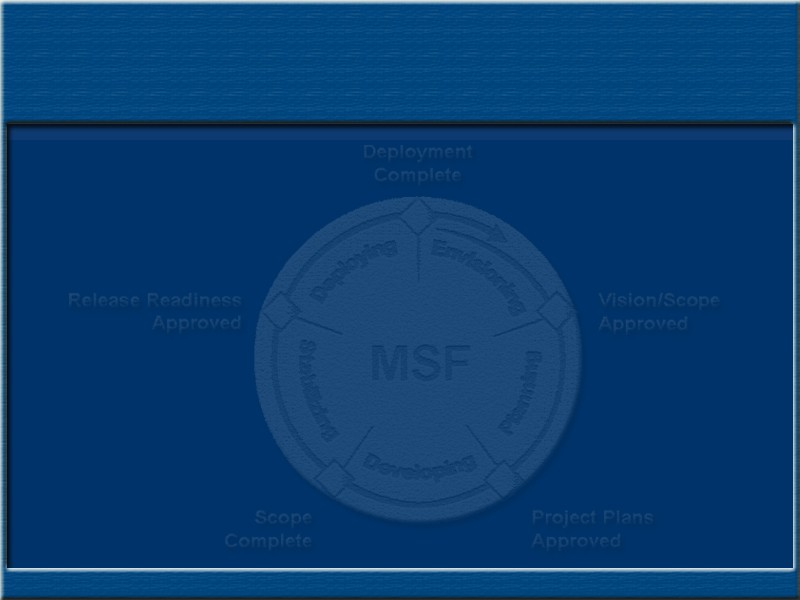 Deployment
Complete
Deploying
Envisioning
Release Readiness
Approved
Vision/Scope
Approved
MSF
Stabilizing
Planning
Developing
Scope
Complete
Project Plans
Approved